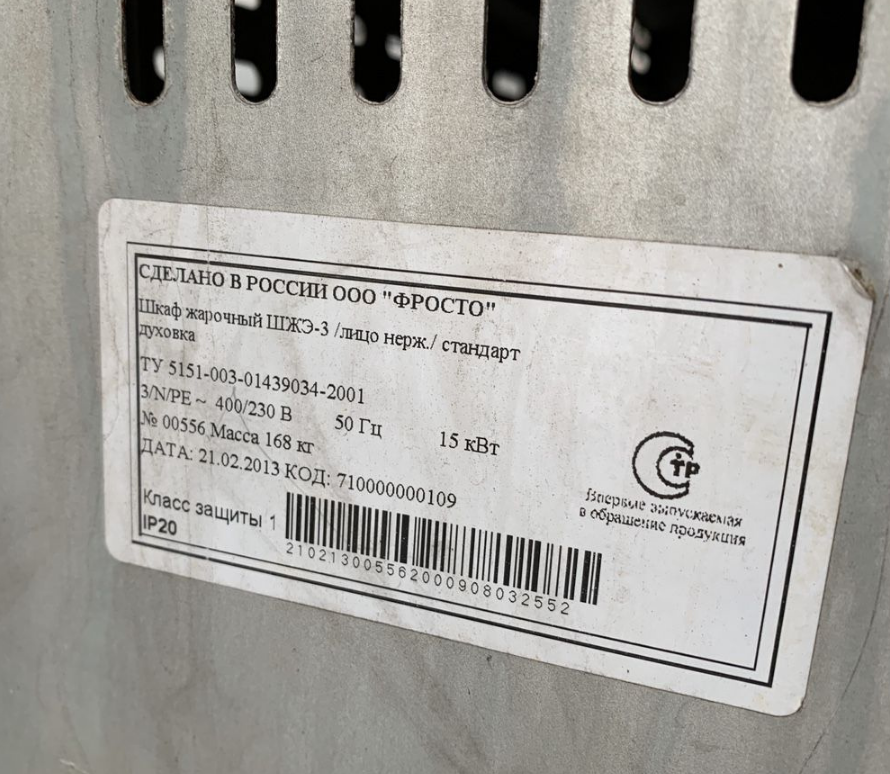 СДЕЛАНО В РОССИИ ООО "ФРОСТО"
Шкаф жарочный ШЖЭ-3 /лицо нерж./ стандарт
духовка
ТУ 5151-003-01439034-2001
3/N/PE ~ 400/230 В 50 Гц 15 кВт
№ 00556 Масса 168 кг
ДАТА: 21.02.2013 КОД: 710000000109
Класс защиты 1
IP20
210213005562000908032552
СТР
Впервые выпускаемая
в обращение продукция